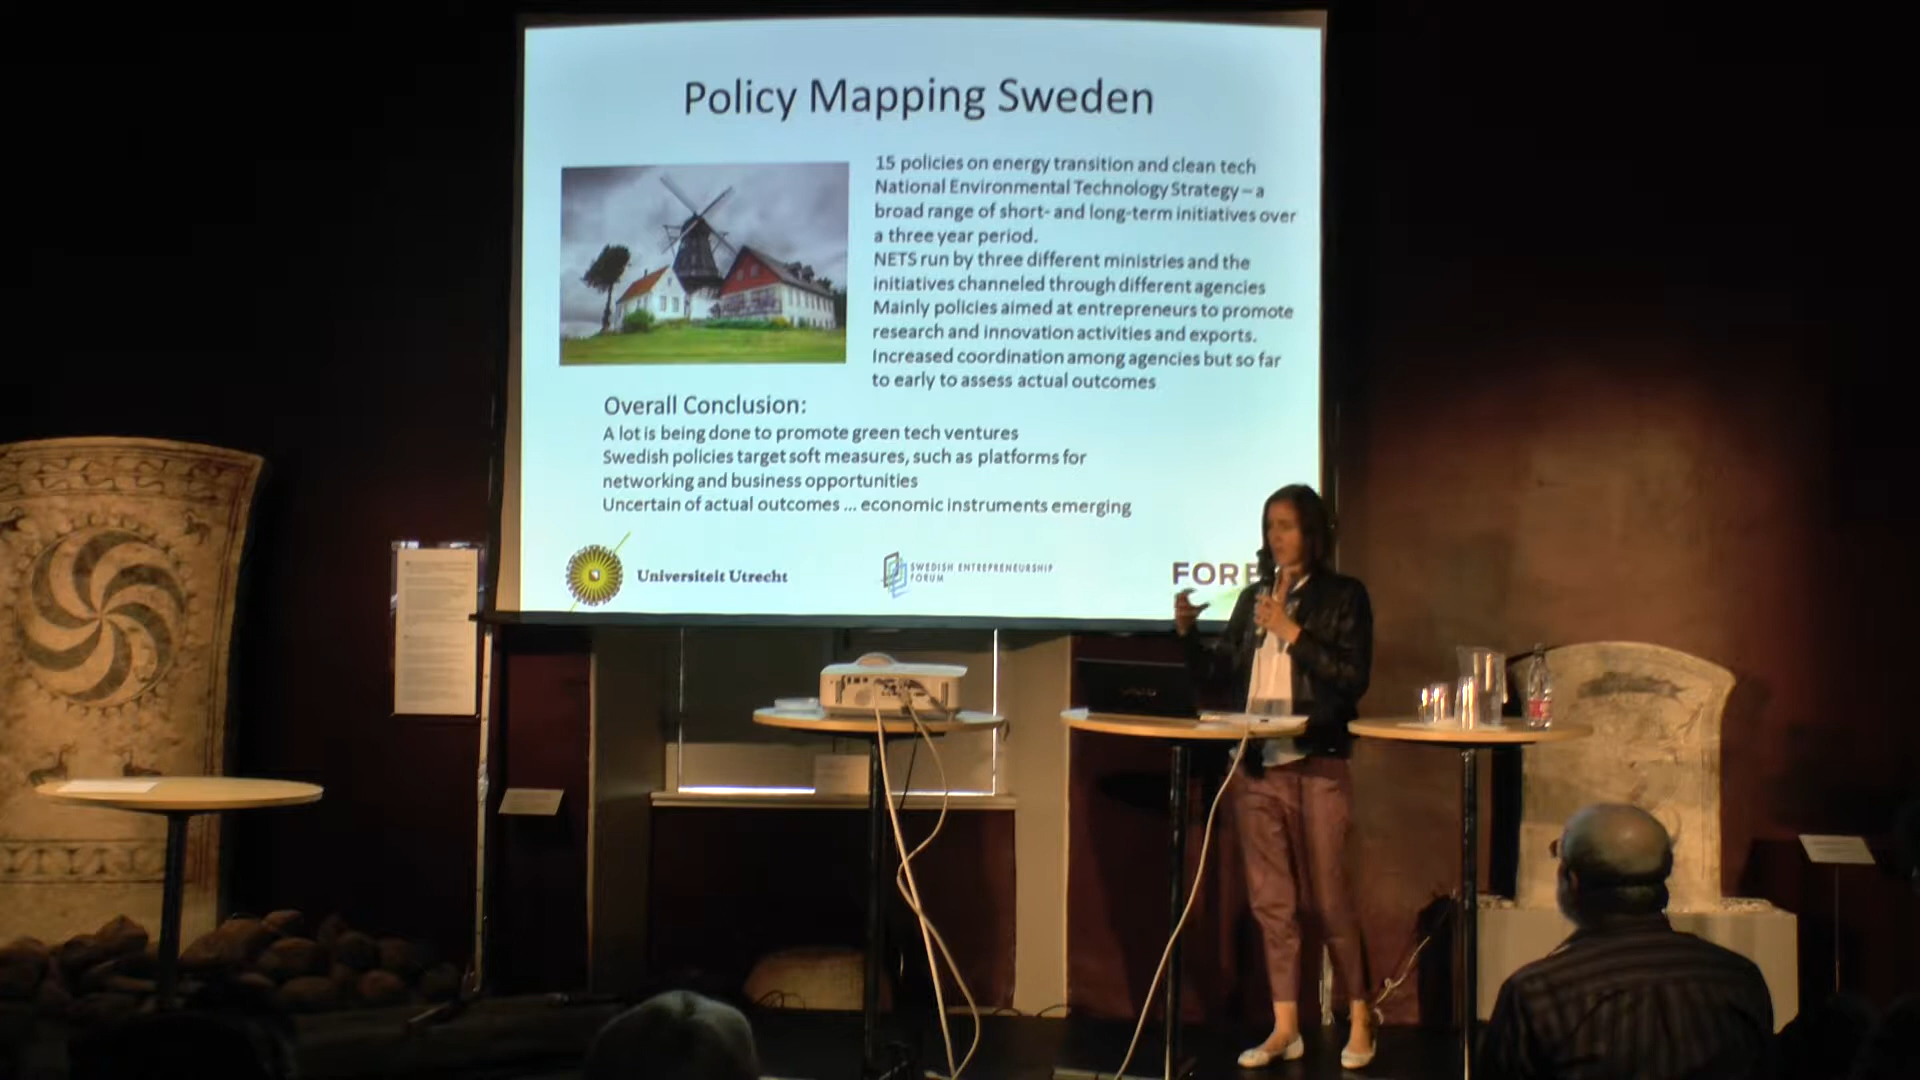 Policy Mapping Sweden
15 policies on energy transition and clean tech
National Environmental Technology Strategy – a
broad range of short- and long-term initiatives over
a three year period.
NETS run by three different ministries and the
initiatives channeled through different agencies
Mainly policies aimed at entrepreneurs to promote
research and innovation activities and exports.
Increased coordination among agencies but so far
to early to assess actual outcomes
Overall Conclusion:
A lot is being done to promote green tech ventures
Swedish policies target soft measures, such as platforms for
networking and business opportunities
Uncertain of actual outcomes ... economic instruments emerging
Universiteit Utrecht
SWEDISH ENTREPRENEURSHIP
FORUM